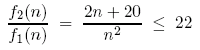 f₂(n)/f₁(n) = (2n + 20)/n² ≤ 22